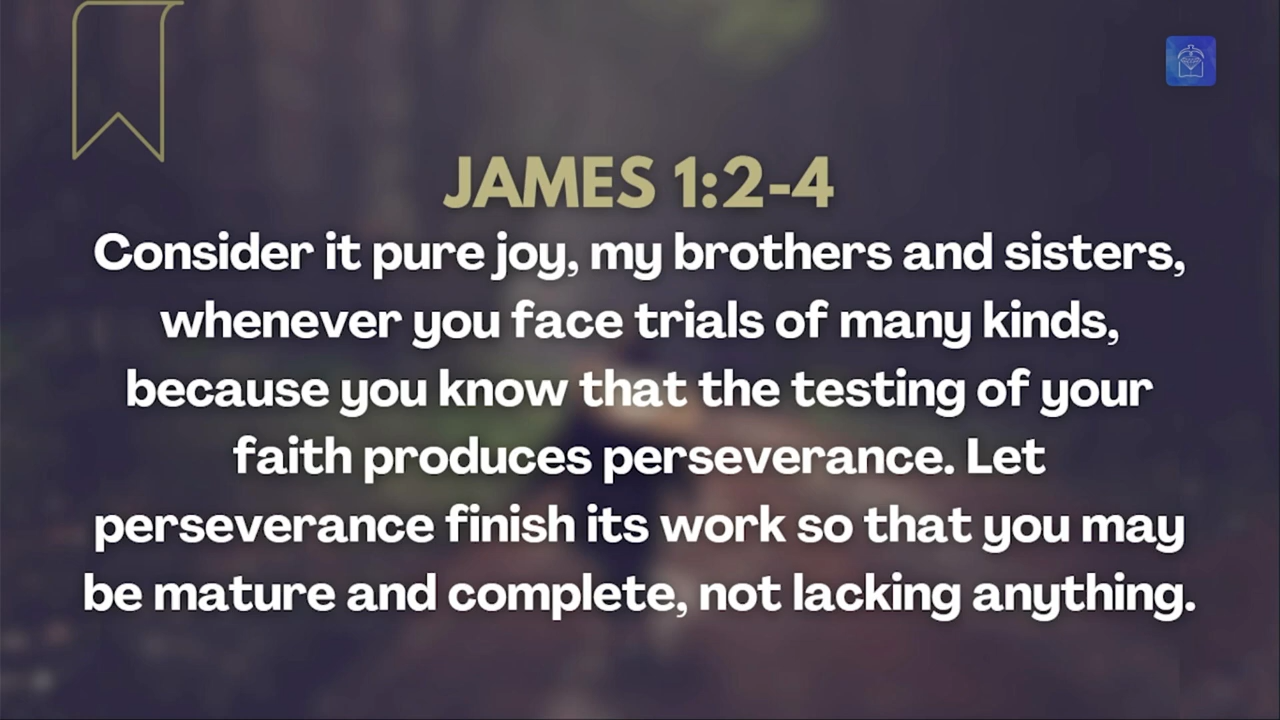 JAMES 1:2-4
Consider it pure joy, my brothers and sisters,
whenever you face trials of many kinds,
because you know that the testing of your
faith produces perseverance. Let
perseverance finish its work so that you may
be mature and complete, not lacking anything.